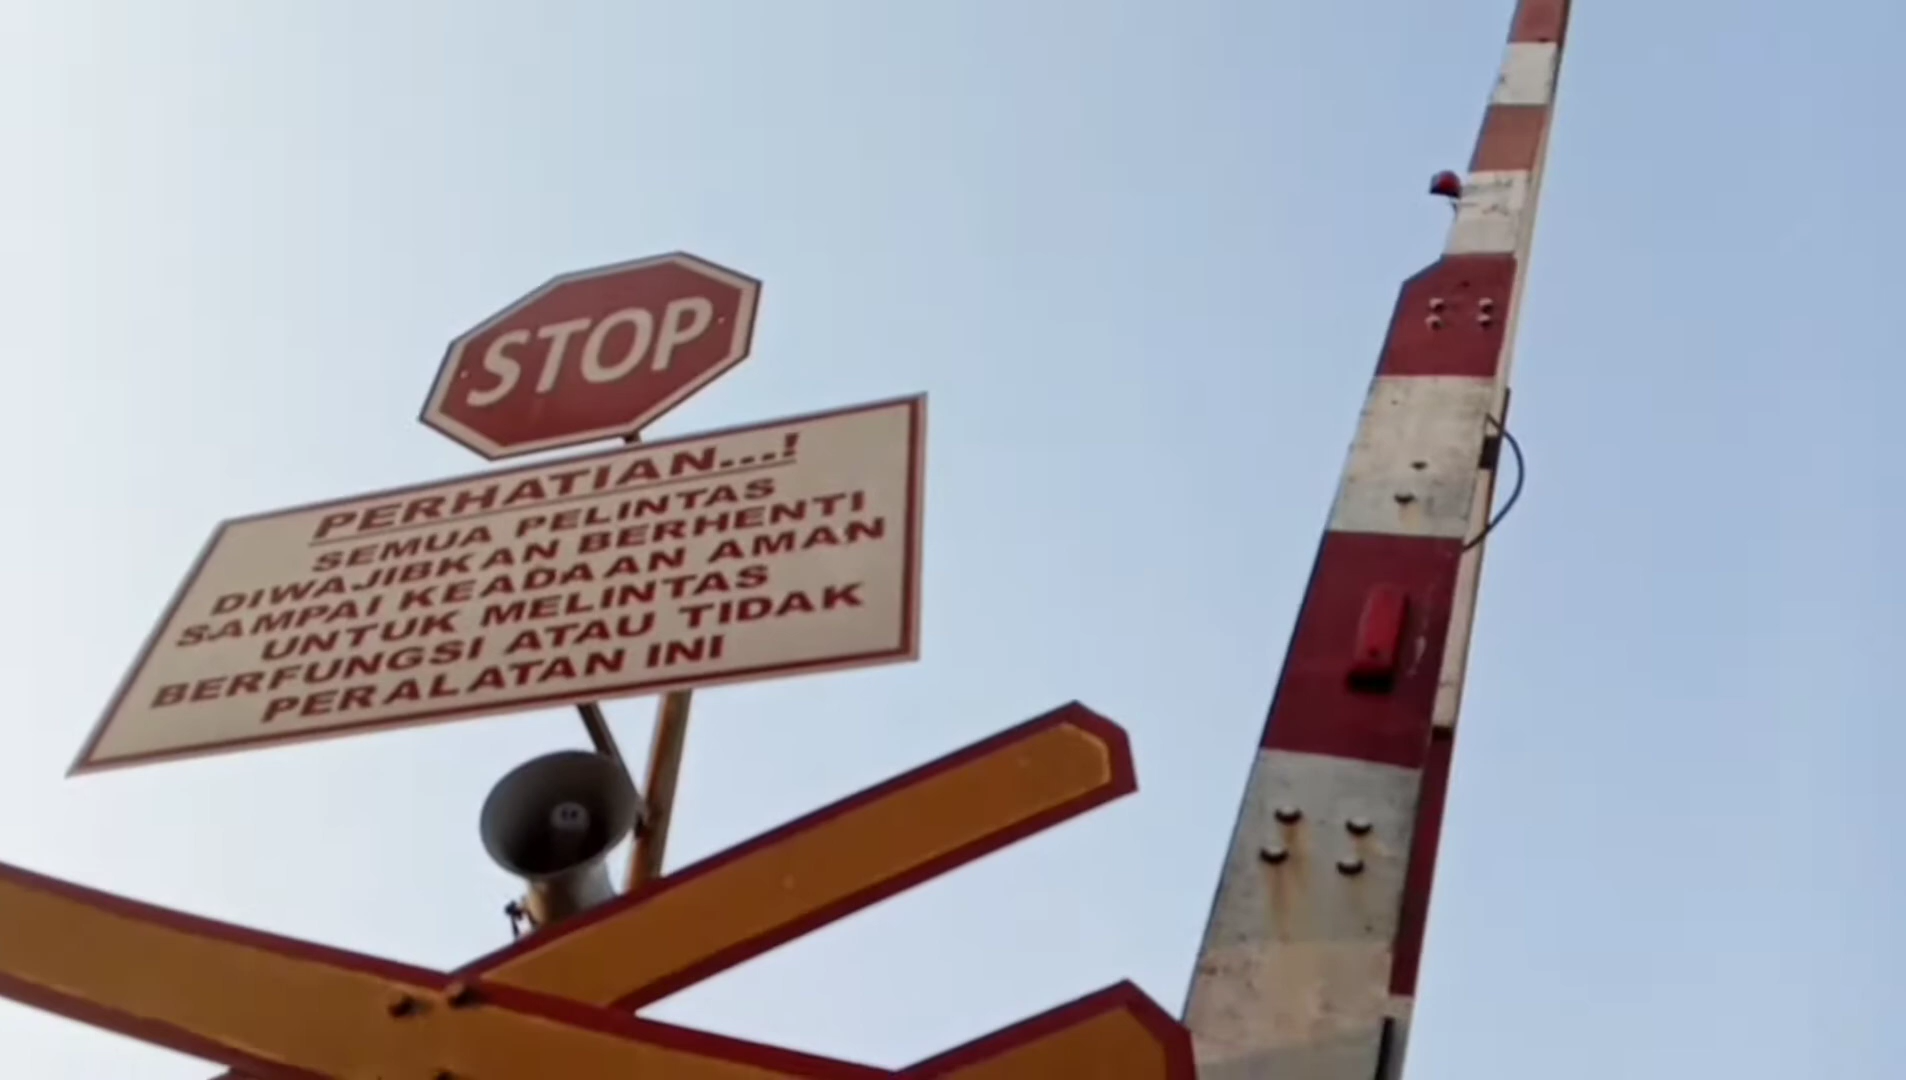 STOP
PERHATIAN...!
SEMUA PELINTAS
DIWAJIBKAN BERHENTI
SAMPAI KEADAAN AMAN
UNTUK MELINTAS
BERFUNGSI ATAU TIDAK
PERALATAN INI